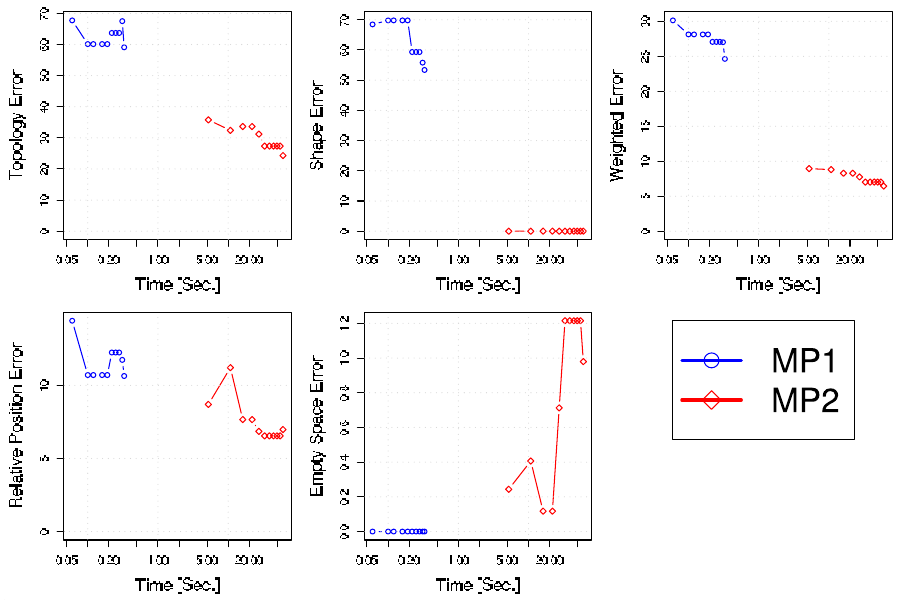 Topology Error
0 10 20 30 40 50 60 70
0.05 0.20 1.00 5.00 20.00
Time [Sec.]
Shape Error
0 10 20 30 40 50 60 70
0.05 0.20 1.00 5.00 20.00
Time [Sec.]
Weighted Error
0 5 10 15 20 25 30
0.05 0.20 1.00 5.00 20.00
Time [Sec.]
Relative Position Error
0 5 10
0.05 0.20 1.00 5.00 20.00
Time [Sec.]
Empty Space Error
0.0 0.2 0.4 0.6 0.8 1.0 1.2
0.05 0.20 1.00 5.00 20.00
Time [Sec.]
MP1
MP2